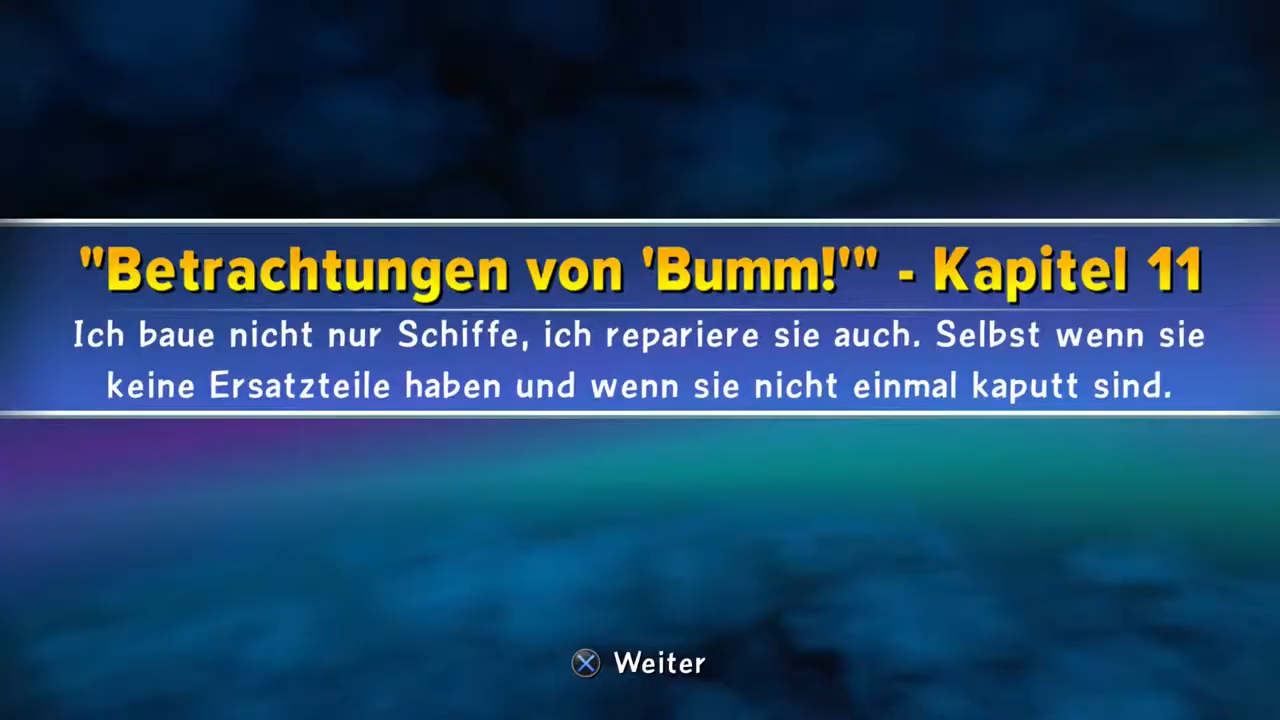 "Betrachtungen von 'Bumm!'" - Kapitel 11
Ich baue nicht nur Schiffe, ich repariere sie auch. Selbst wenn sie
keine Ersatzteile haben und wenn sie nicht einmal kaputt sind.
Weiter